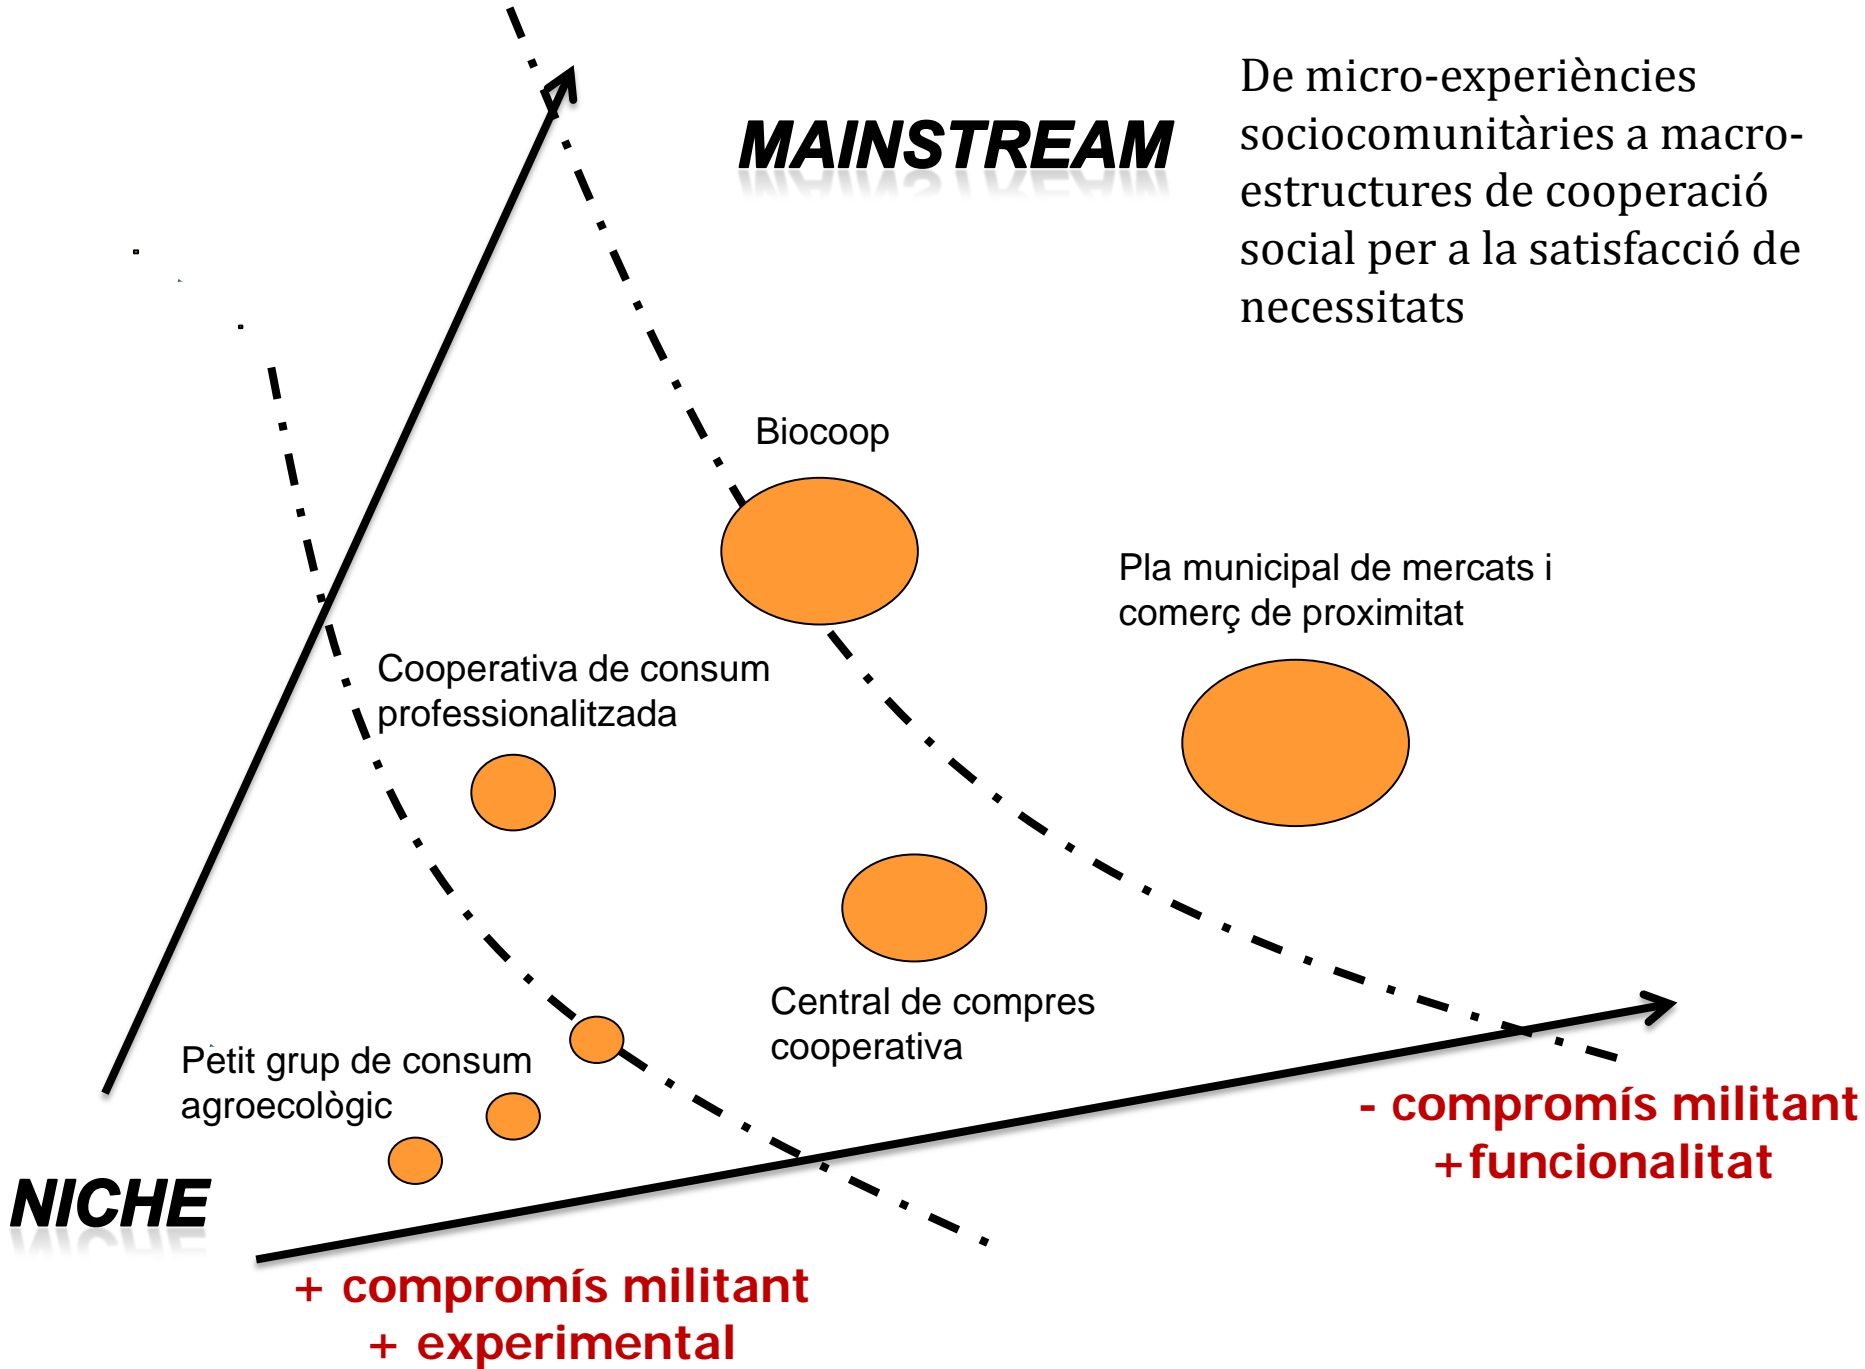 MAINSTREAM
De micro-experiències
sociocomunitàries a macro-
estructures de cooperació
social per a la satisfacció de
necessitats
Biocoop
Pla municipal de mercats i
comerç de proximitat
Cooperativa de consum
professionalitzada
Central de compres
cooperativa
Petit grup de consum
agroecològic
NICHE
- compromís militant
+funcionalitat
+ compromís militant
+ experimental